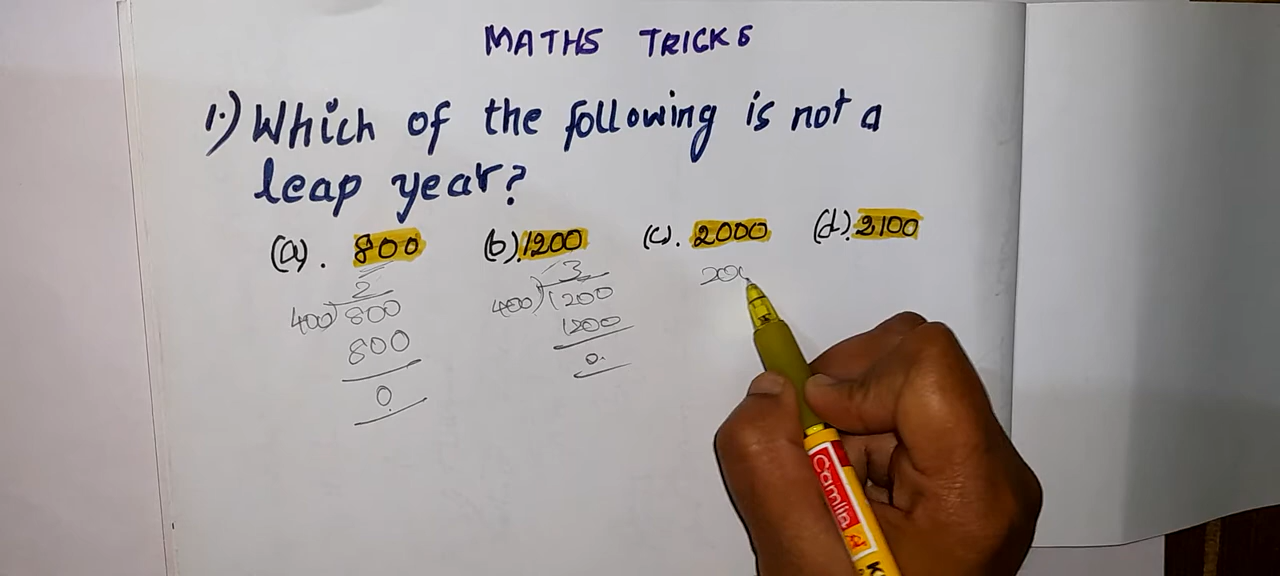 MATHS TRICKS
1.) Which of the following is not a
leap year?
(a). 800 (b). 1200 (c). 2000 (d). 2100
2 3 200
400) 800 400) 1200
800 1200
0 0.
Camlin